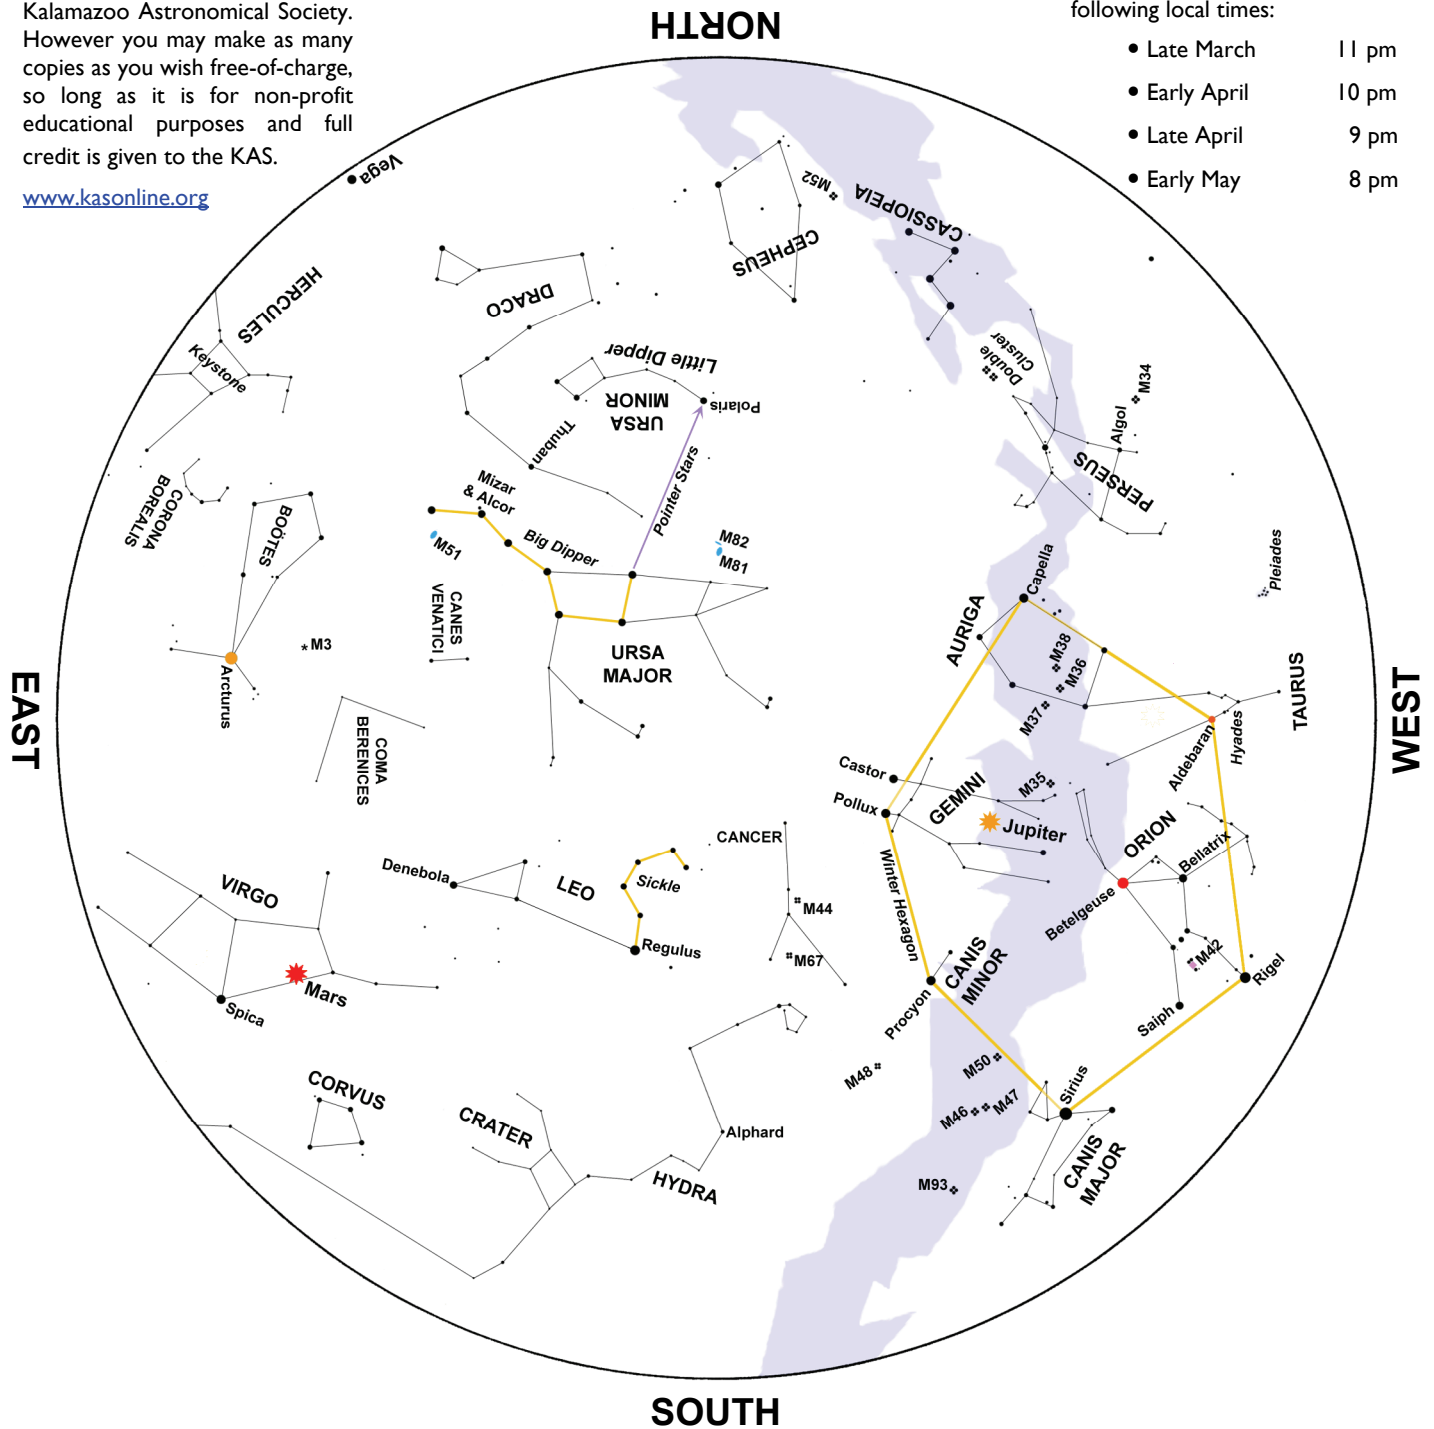 Kalamazoo Astronomical Society.
However you may make as many
copies as you wish free-of-charge,
so long as it is for non-profit
educational purposes and full
credit is given to the KAS.
www.kasonline.org
following local times:
• Late March 11 pm
• Early April 10 pm
• Late April 9 pm
• Early May 8 pm
NORTH
Vega
M52
CASSIOPEIA
CEPHEUS
HERCULES
Keystone
DRACO
Little Dipper
URSA
MINOR
Polaris
Thuban
Double
Cluster
M34
Algol
PERSEUS
CORONA
BOREALIS
BOÖTES
Mizar
& Alcor
Big Dipper
Pointer Stars
M51
M82
M81
CANES
VENATICI
URSA
MAJOR
Capella
Pleiades
AURIGA
M38
M36
M37
M3
Arcturus
EAST
WEST
TAURUS
Hyades
Aldebaran
COMA
BERENICES
Castor
Pollux
GEMINI
M35
Jupiter
ORION
Bellatrix
Betelgeuse
CANCER
Winter Hexagon
Denebola
LEO
Sickle
Regulus
M44
M67
VIRGO
Mars
Spica
CANIS
MINOR
Procyon
M42
Rigel
Saiph
M48
M50
M46
M47
Sirius
CORVUS
CRATER
Alphard
HYDRA
M93
CANIS
MAJOR
SOUTH